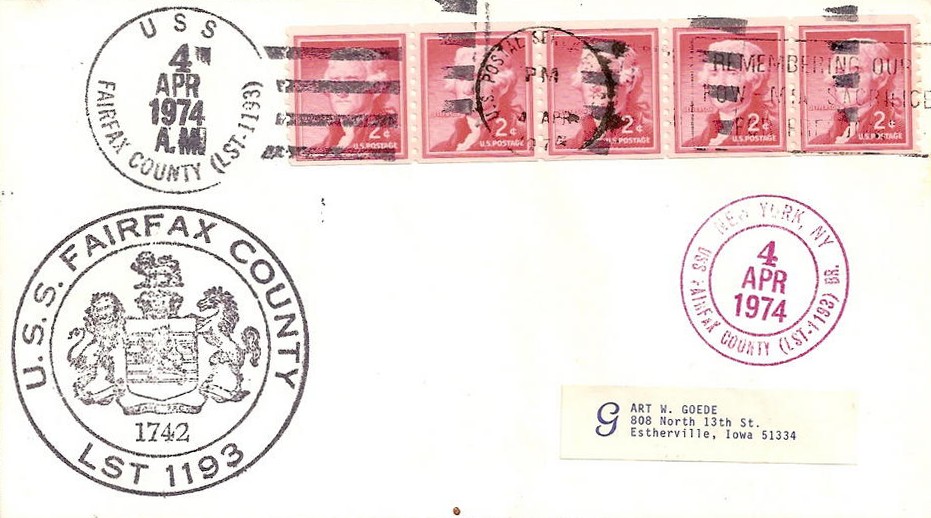 USS
4
APR
1974
A.M.
FAIRFAX COUNTY (LST-1193)
2¢
U.S. POSTAGE
2¢
U.S. POSTAGE
2¢
U.S. POSTAGE
2¢
U.S. POSTAGE
2¢
U.S. POSTAGE
U.S. POSTAL
PM
4 APR
REMEMBERING OUR
POW MIA SACRIFICE
U.S.S. FAIRFAX COUNTY
1742
LST 1193
NEW YORK, NY
4
APR
1974
USS FAIRFAX COUNTY (LST-1193) BR.
G
ART W. GOEDE
808 North 13th St.
Estherville, Iowa 51334